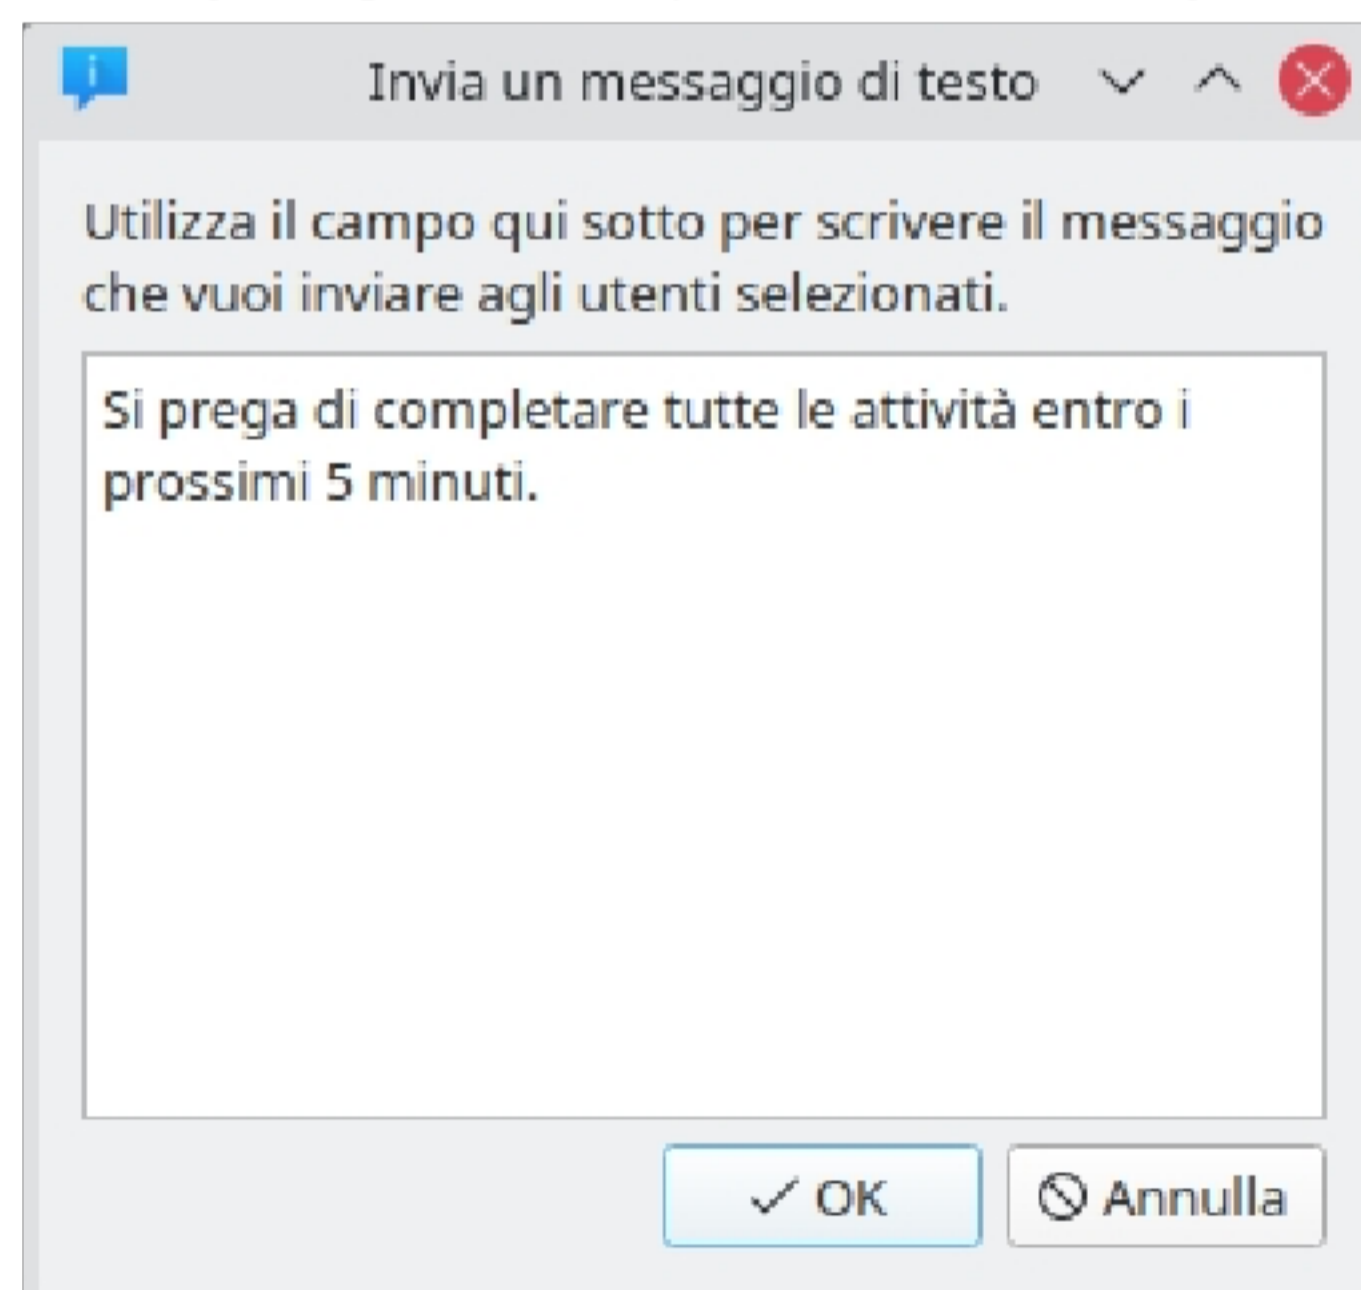 Invia un messaggio di testo
Utilizza il campo qui sotto per scrivere il messaggio
che vuoi inviare agli utenti selezionati.
Si prega di completare tutte le attività entro i
prossimi 5 minuti.
OK
Annulla